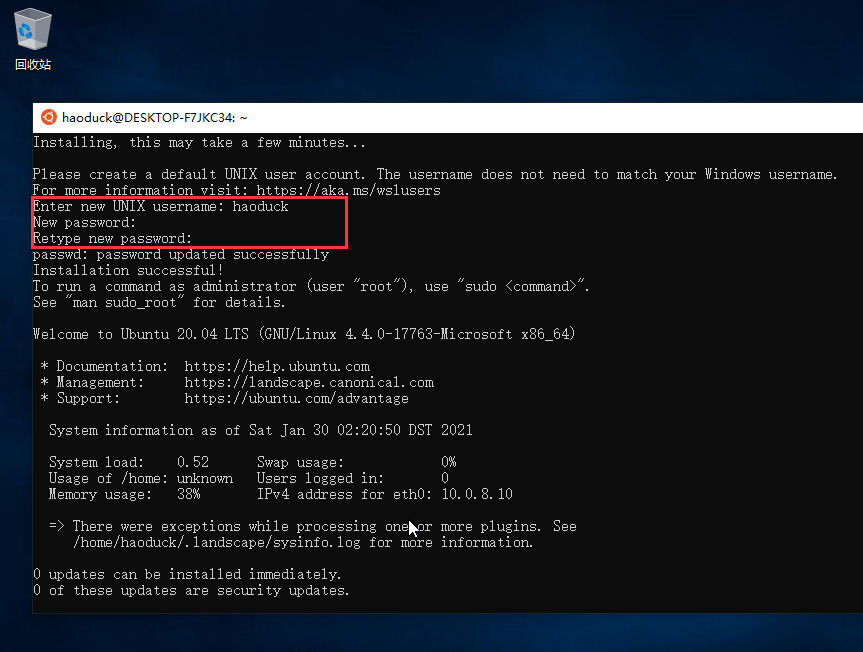 回收站
haoduck@DESKTOP-F7JKC34: ~
Installing, this may take a few minutes...
Please create a default UNIX user account. The username does not need to match your Windows username.
For more information visit: https://aka.ms/wslusers
Enter new UNIX username: haoduck
New password:
Retype new password:
passwd: password updated successfully
Installation successful!
To run a command as administrator (user "root"), use "sudo <command>".
See "man sudo_root" for details.
Welcome to Ubuntu 20.04 LTS (GNU/Linux 4.4.0-17763-Microsoft x86_64)
* Documentation:  https://help.ubuntu.com
* Management:     https://landscape.canonical.com
* Support:        https://ubuntu.com/advantage
System information as of Sat Jan 30 02:20:50 DST 2021
System load:    0.52      Swap usage:            0%
Usage of /home: unknown   Users logged in:       0
Memory usage:   38%       IPv4 address for eth0: 10.0.8.10
=> There were exceptions while processing one or more plugins. See
/home/haoduck/.landscape/sysinfo.log for more information.
0 updates can be installed immediately.
0 of these updates are security updates.